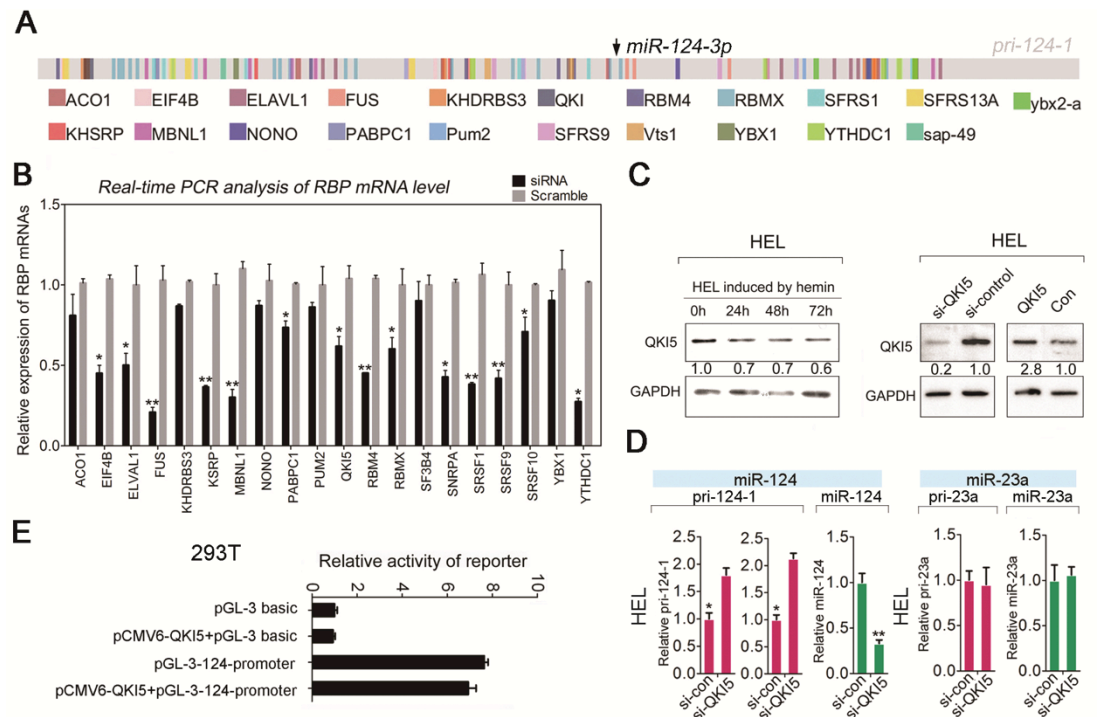 A
miR-124-3p
pri-124-1
ACO1 EIF4B ELAVL1 FUS KHDRBS3 QKI RBM4 RBMX SFRS1 SFRS13A ybx2-a
KHSRP MBNL1 NONO PABPC1 Pum2 SFRS9 Vts1 YBX1 YTHDC1 sap-49
B
Real-time PCR analysis of RBP mRNA level
siRNA
Scramble
Relative expression of RBP mRNAs
1.5
1.0
0.5
0.0
* * ** ** * * * ** * * ** ** * *
ACO1 EIF4B ELVAL1 FUS KHDRBS3 KSRP MBNL1 NONO PABPC1 PUM2 QKI5 RBM4 RBMX SF3B4 SNRPA SRSF1 SRSF9 SRSF10 YBX1 YTHDC1
C
HEL
HEL induced by hemin
0h 24h 48h 72h
QKI5
1.0 0.7 0.7 0.6
GAPDH
HEL
si-QKI5 si-control QKI5 Con
QKI5
0.2 1.0 2.8 1.0
GAPDH
D
miR-124
pri-124-1 miR-124
HEL
Relative pri-124-1
2.5
2.0
1.5
1.0
0.5
0.0
*
si-con si-QKI5
2.5
2.0
1.5
1.0
0.5
0.0
*
si-con si-QKI5
Relative miR-124
1.5
1.0
0.5
0.0
**
si-con si-QKI5
miR-23a
pri-23a miR-23a
HEL
Relative pri-23a
1.5
1.0
0.5
0.0
si-con si-QKI5
Relative miR-23a
1.5
1.0
0.5
0.0
si-con si-QKI5
E
293T
Relative activity of reporter
0 2 4 6 8 10
pGL-3 basic
pCMV6-QKI5+pGL-3 basic
pGL-3-124-promoter
pCMV6-QKI5+pGL-3-124-promoter